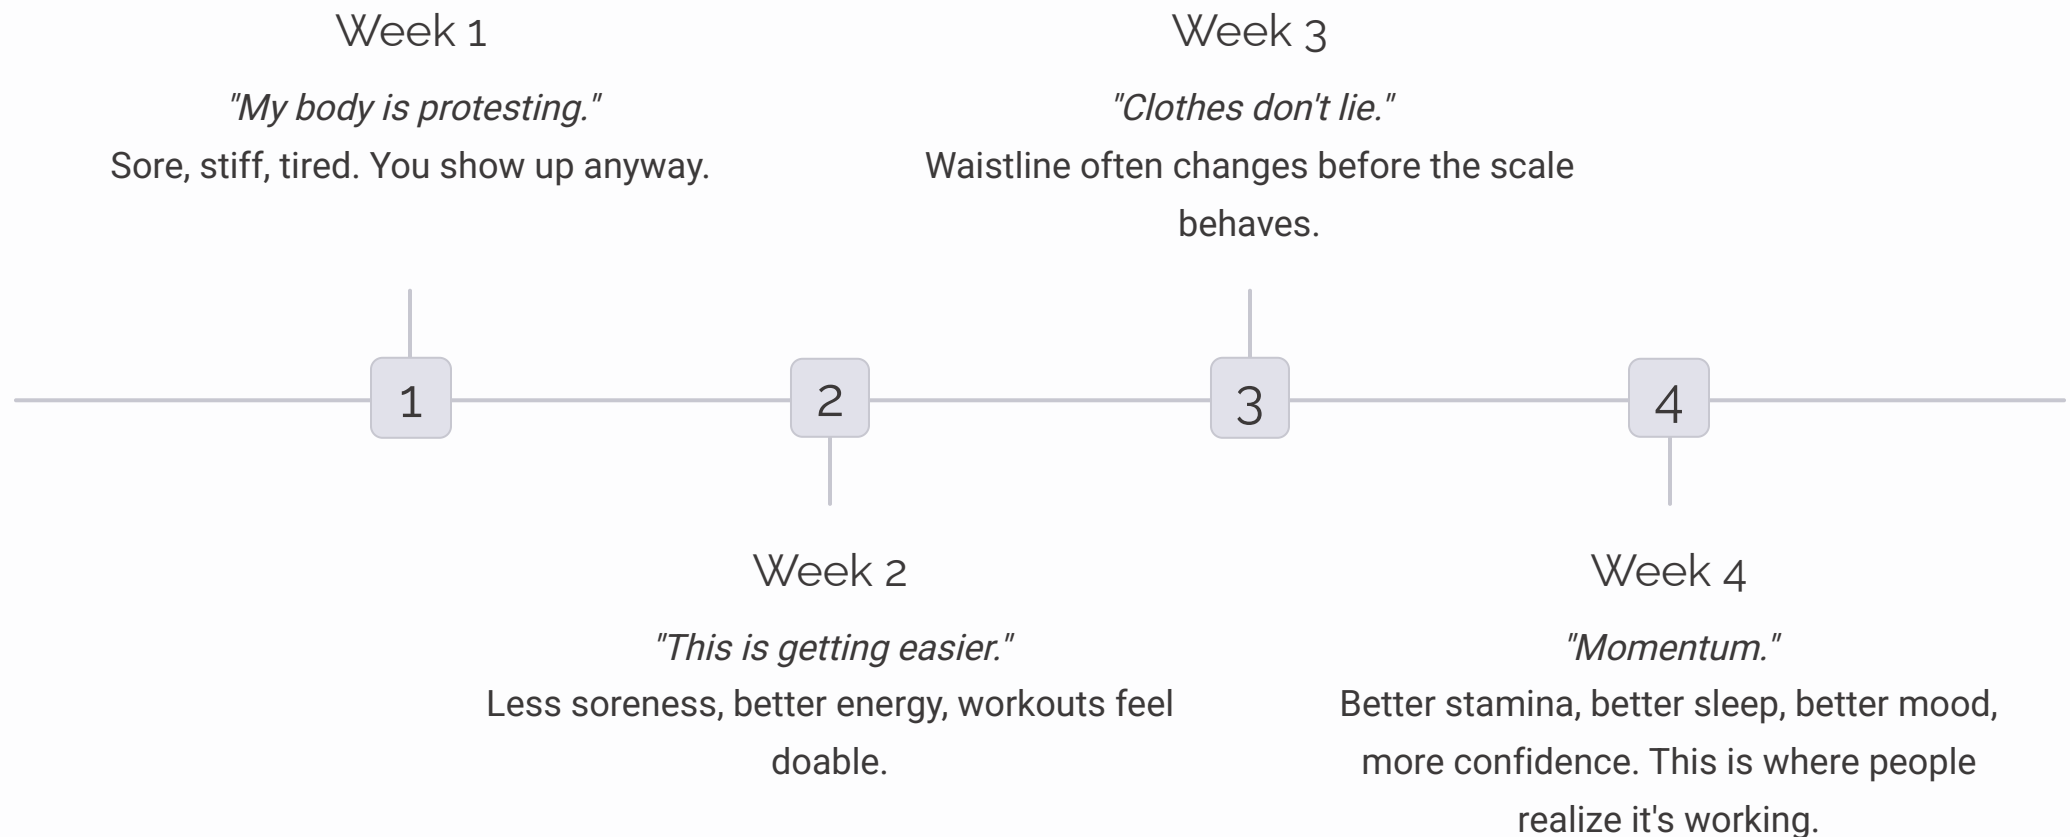 Week 1
"My body is protesting."
Sore, stiff, tired. You show up anyway.
Week 3
"Clothes don't lie."
Waistline often changes before the scale
behaves.
1
2
3
4
Week 2
"This is getting easier."
Less soreness, better energy, workouts feel
doable.
Week 4
"Momentum."
Better stamina, better sleep, better mood,
more confidence. This is where people
realize it's working.